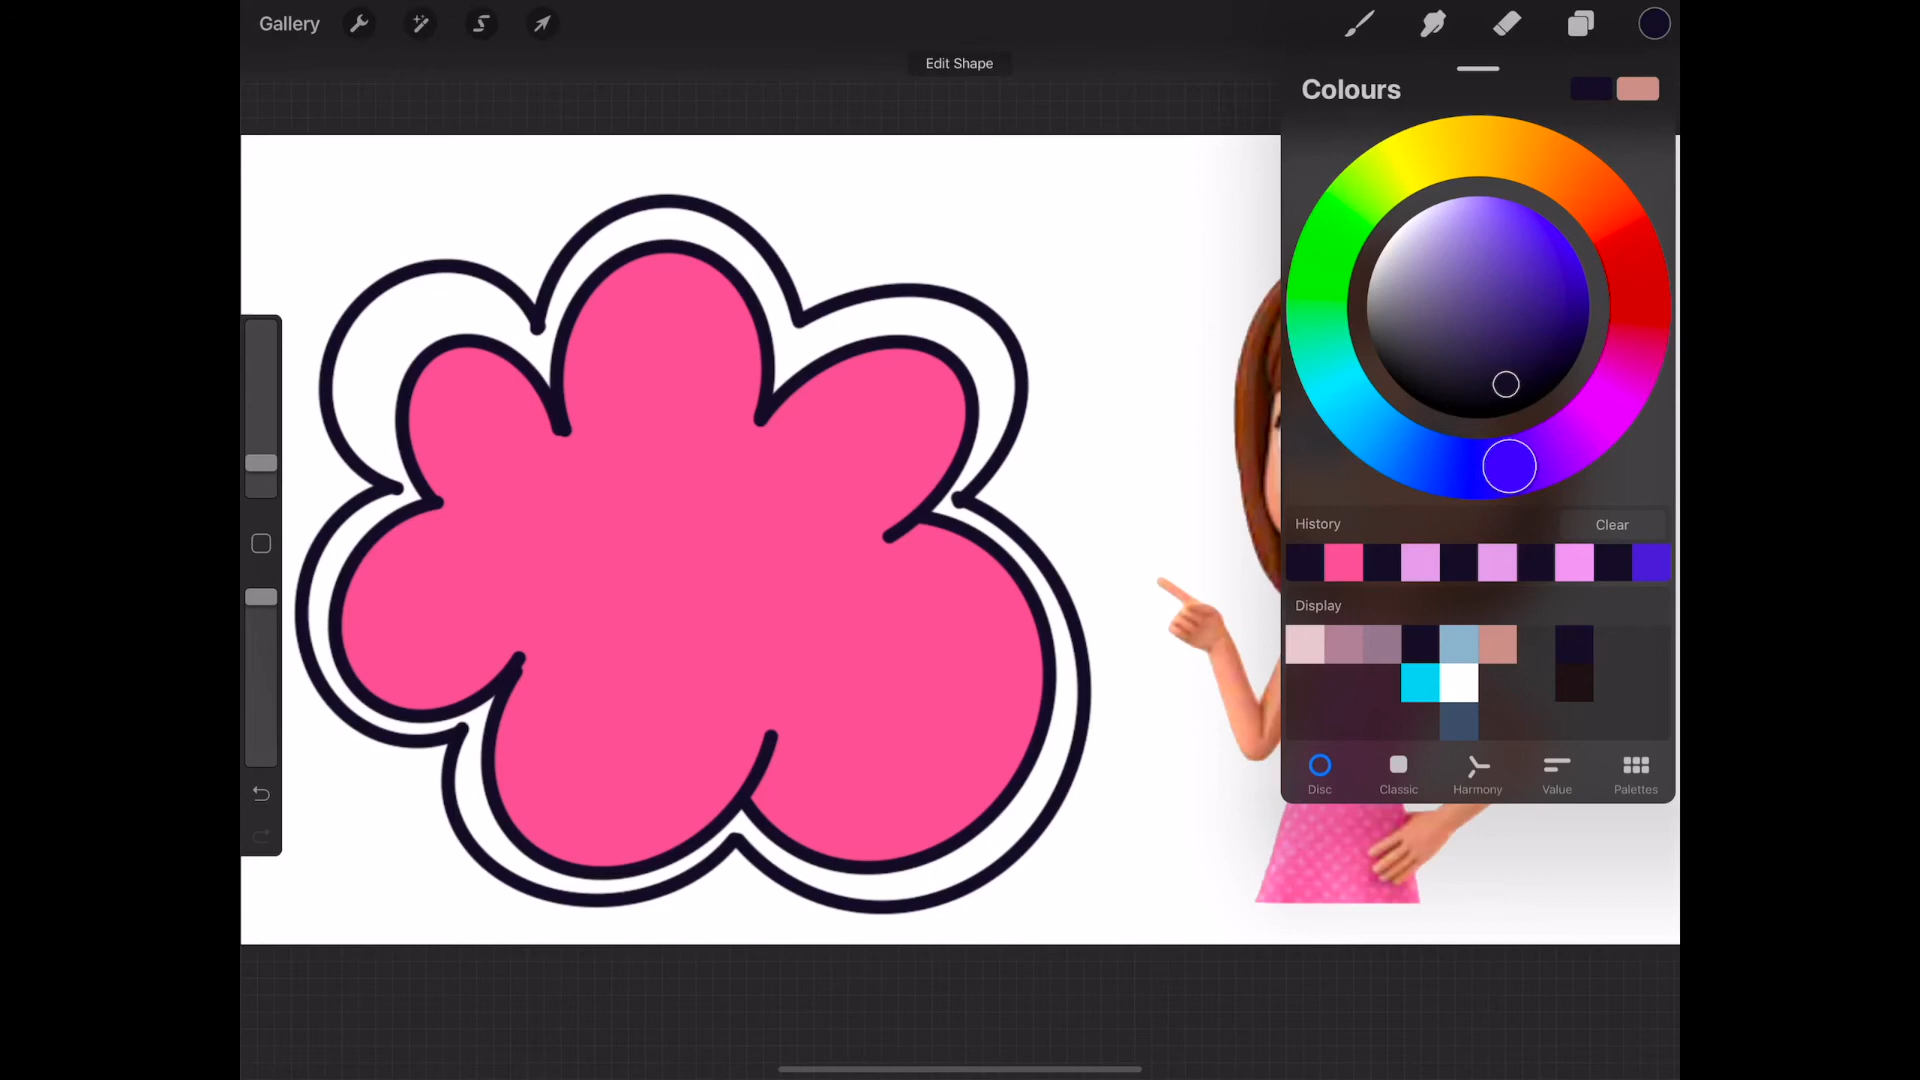 Gallery
Edit Shape
Colours
History
Clear
Display
Disc
Classic
Harmony
Value
Palettes